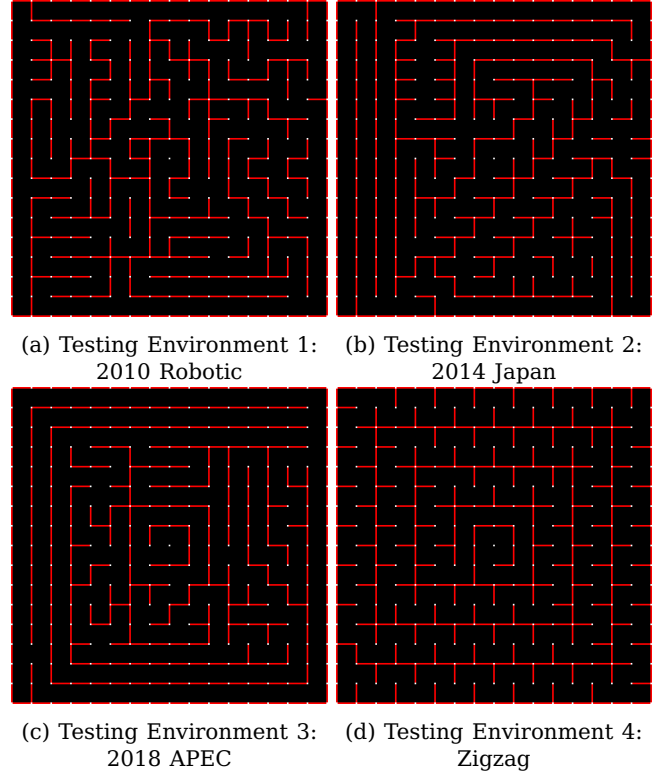 (a) Testing Environment 1:
2010 Robotic
(b) Testing Environment 2:
2014 Japan
(c) Testing Environment 3:
2018 APEC
(d) Testing Environment 4:
Zigzag